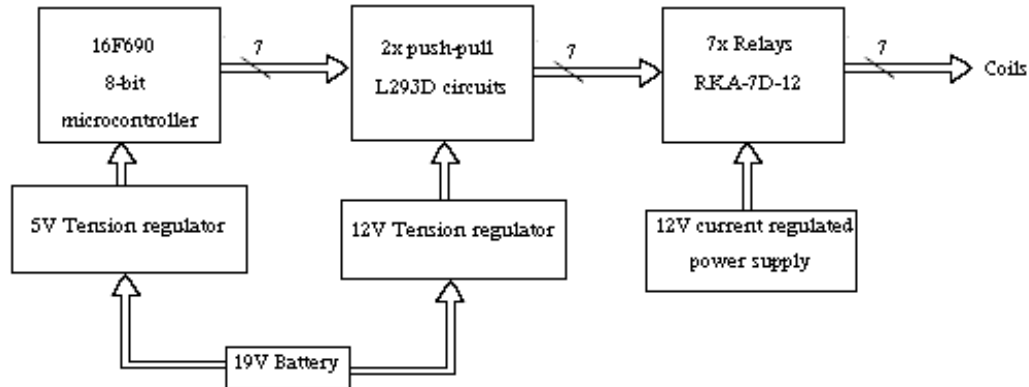 16F690
8-bit
microcontroller
7
2x push-pull
L293D circuits
7
7x Relays
RKA-7D-12
7
Coils
5V Tension regulator
12V Tension regulator
12V current regulated
power supply
19V Battery